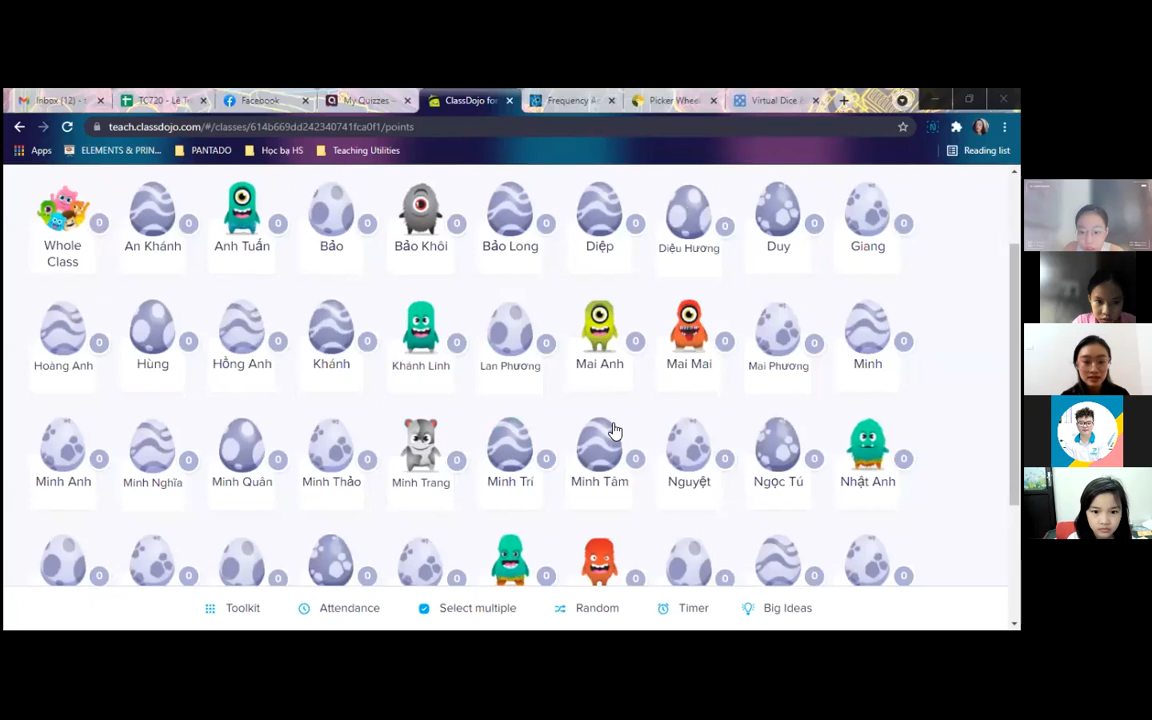 Inbox (12) - t
TC720 - Lê Te
Facebook
My Quizzes –
ClassDojo for
Frequency As
Picker Wheel
Virtual Dice &
teach.classdojo.com/#/classes/614b669dd242340741fca0f1/points
Apps
ELEMENTS & PRIN...
PANTADO
Học bạ HS
Teaching Utilities
Reading list
0 0 0 0 0 0 0 0 0 0
Whole An Khánh Anh Tuấn Bảo Bảo Khôi Bảo Long Diệp Diệu Hương Duy Giang
Class
0 0 0 0 0 0 0 0 0 0
Hoàng Anh Hùng Hồng Anh Khánh Khánh Linh Lan Phương Mai Anh Mai Mai Mai Phương Minh
0 0 0 0 0 0 0 0 0 0
Minh Anh Minh Nghĩa Minh Quân Minh Thảo Minh Trang Minh Trí Minh Tâm Nguyệt Ngọc Tú Nhật Anh
0 0 0 0 0 0 0 0 0 0
Toolkit Attendance Select multiple Random Timer Big Ideas